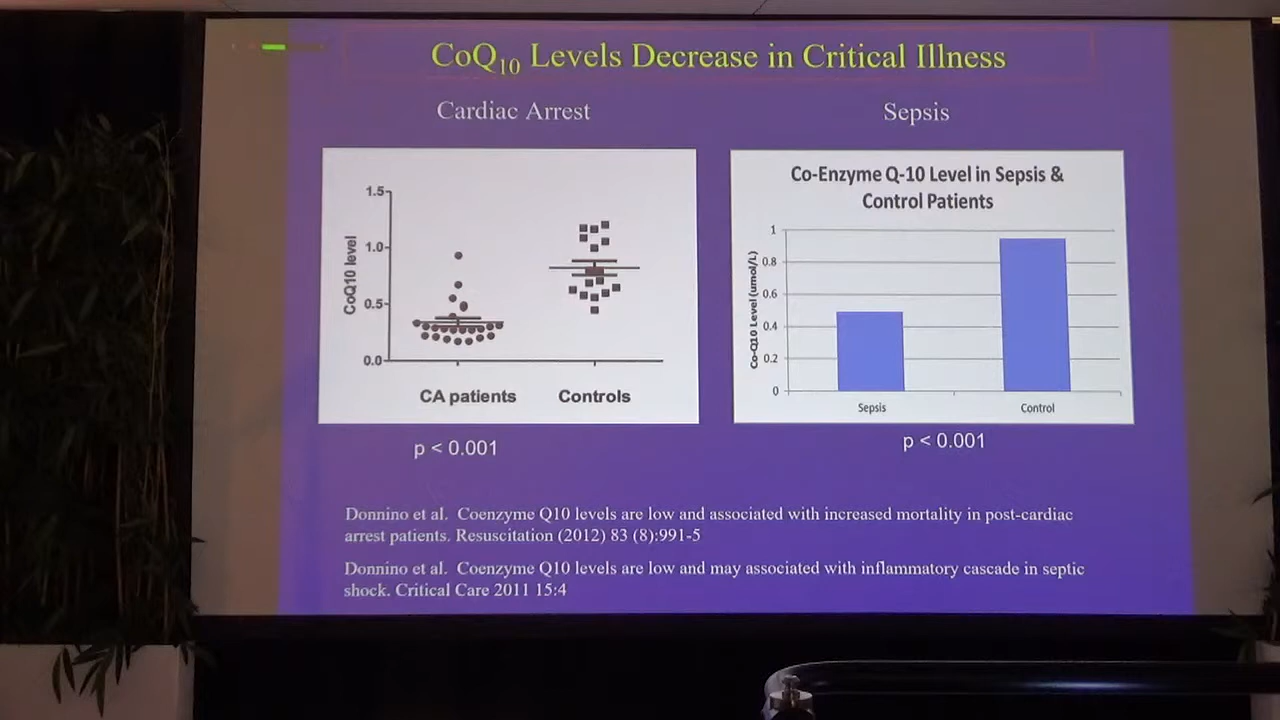 CoQ10 Levels Decrease in Critical Illness
Cardiac Arrest
Sepsis
1.5
1.0
0.5
0.0
CoQ10 level
CA patients
Controls
p < 0.001
Co-Enzyme Q-10 Level in Sepsis &
Control Patients
1
0.8
0.6
0.4
0.2
0
Co-Q10 Level (umol/L)
Sepsis
Control
p < 0.001
Donnino et al. Coenzyme Q10 levels are low and associated with increased mortality in post-cardiac
arrest patients. Resuscitation (2012) 83 (8):991-5
Donnino et al. Coenzyme Q10 levels are low and may associated with inflammatory cascade in septic
shock. Critical Care 2011 15:4